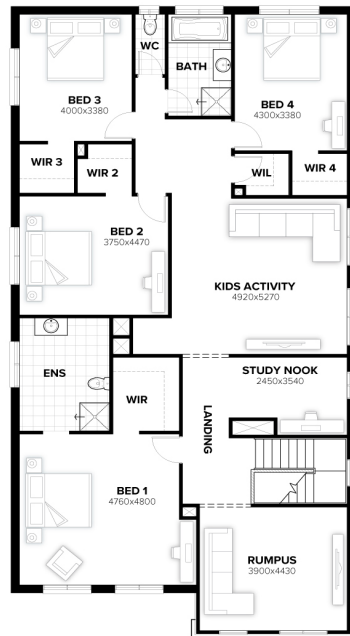 WC
BATH
BED 3
4000x3380
BED 4
4300x3380
WIR 3
WIR 2
WIL
WIR 4
BED 2
3750x4470
KIDS ACTIVITY
4920x5270
ENS
WIR
STUDY NOOK
2450x3540
LANDING
BED 1
4760x4800
RUMPUS
3900x4430